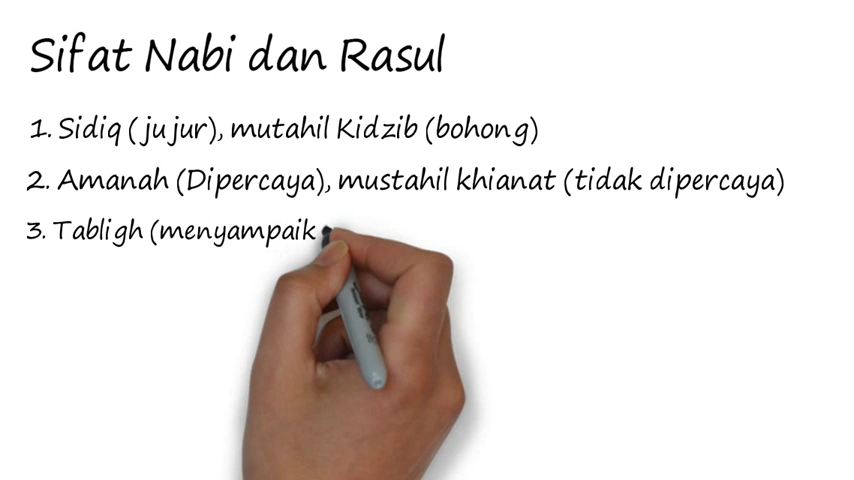 Sifat Nabi dan Rasul
1. Sidiq (jujur), mutahil Kidzib (bohong)
2. Amanah (Dipercaya), mustahil khianat (tidak dipercaya)
3. Tabligh (menyampaik